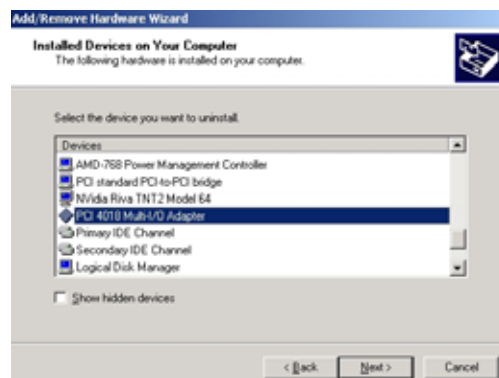 Add/Remove Hardware Wizard
Installed Devices on Your Computer
The following hardware is installed on your computer.
Select the device you want to uninstall.
Devices
AMD-768 Power Management Controller
PCI standard PCI-to-PCI bridge
NVidia Riva TNT2 Model 64
PCI 4018 Multi-I/O Adapter
Primary IDE Channel
Secondary IDE Channel
Logical Disk Manager
Show hidden devices
< Back
Next >
Cancel